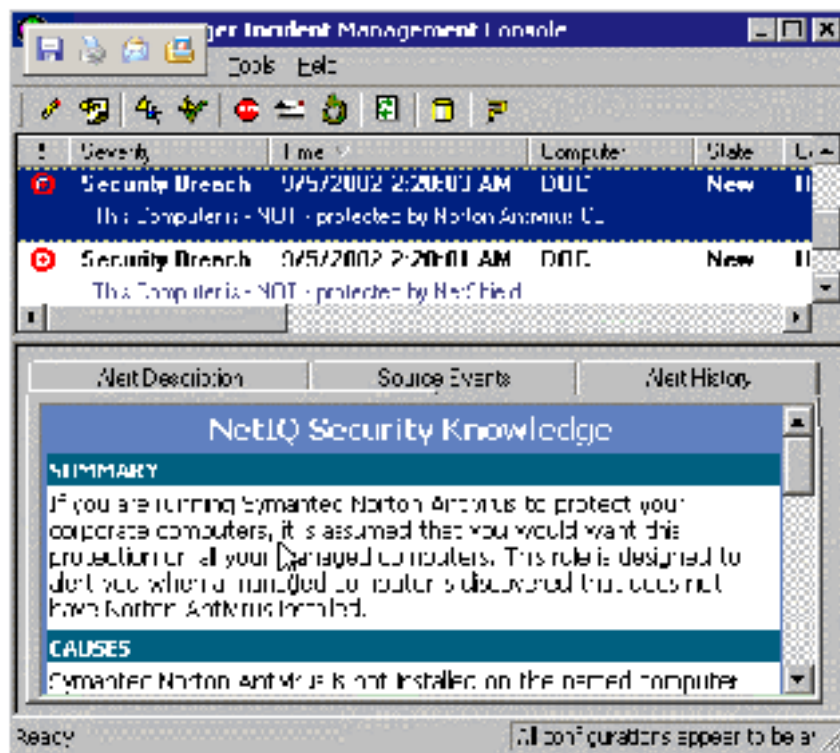 ger Incident Management Console
Tools Help
! Severity Time Computer State
Security Breach 9/5/2002 2:20:03 AM New
This Computer is - NOT - protected by Norton Antivirus CE
Security Breach 9/5/2002 2:20:01 AM New
This Computer is - NOT - protected by NetShield
Alert Description Source Events Alert History
NetIQ Security Knowledge
SUMMARY
If you are running Symantec Norton Antivirus to protect your
corporate computers, it is assumed that you would want this
protection on all your managed computers. This rule is designed to
alert you when a managed computer is discovered that does not
have Norton Antivirus installed.
CAUSES
Symantec Norton Antivirus is not installed on the named computer
Ready All configurations appear to be